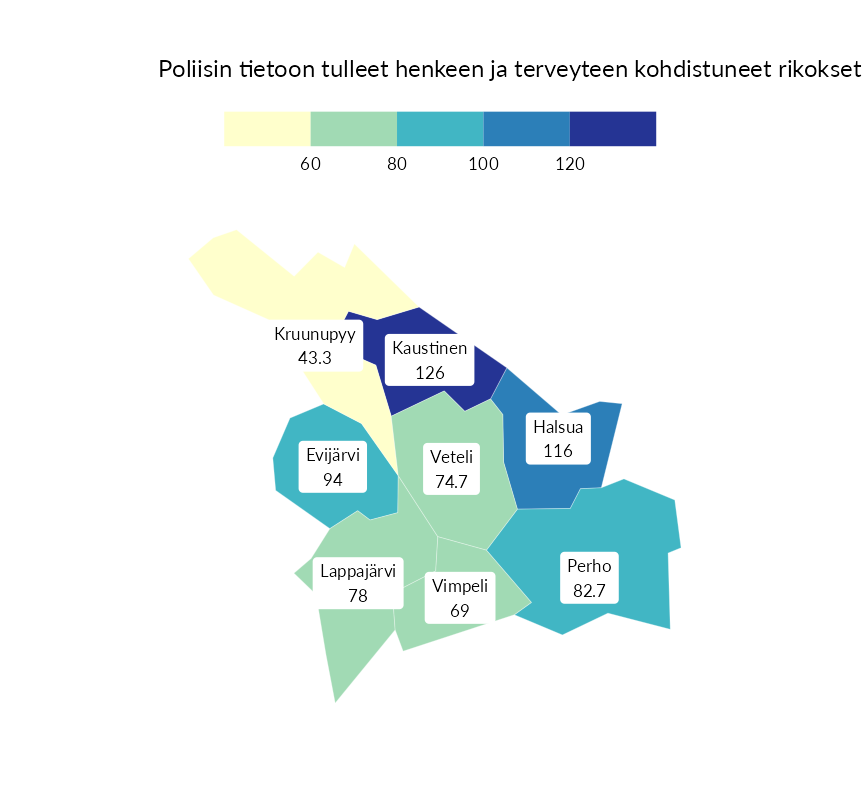 Poliisin tietoon tulleet henkeen ja terveyteen kohdistuneet rikokset
60 80 100 120
Kruunupyy
43.3
Kaustinen
126
Halsua
116
Evijärvi
94
Veteli
74.7
Lappajärvi
78
Vimpeli
69
Perho
82.7